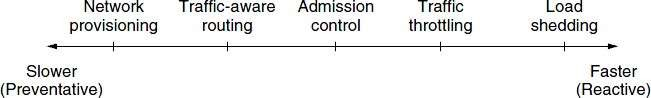 Network Traffic-aware Admission Traffic Load
provisioning routing control throttling shedding
Slower Faster
(Preventative) (Reactive)